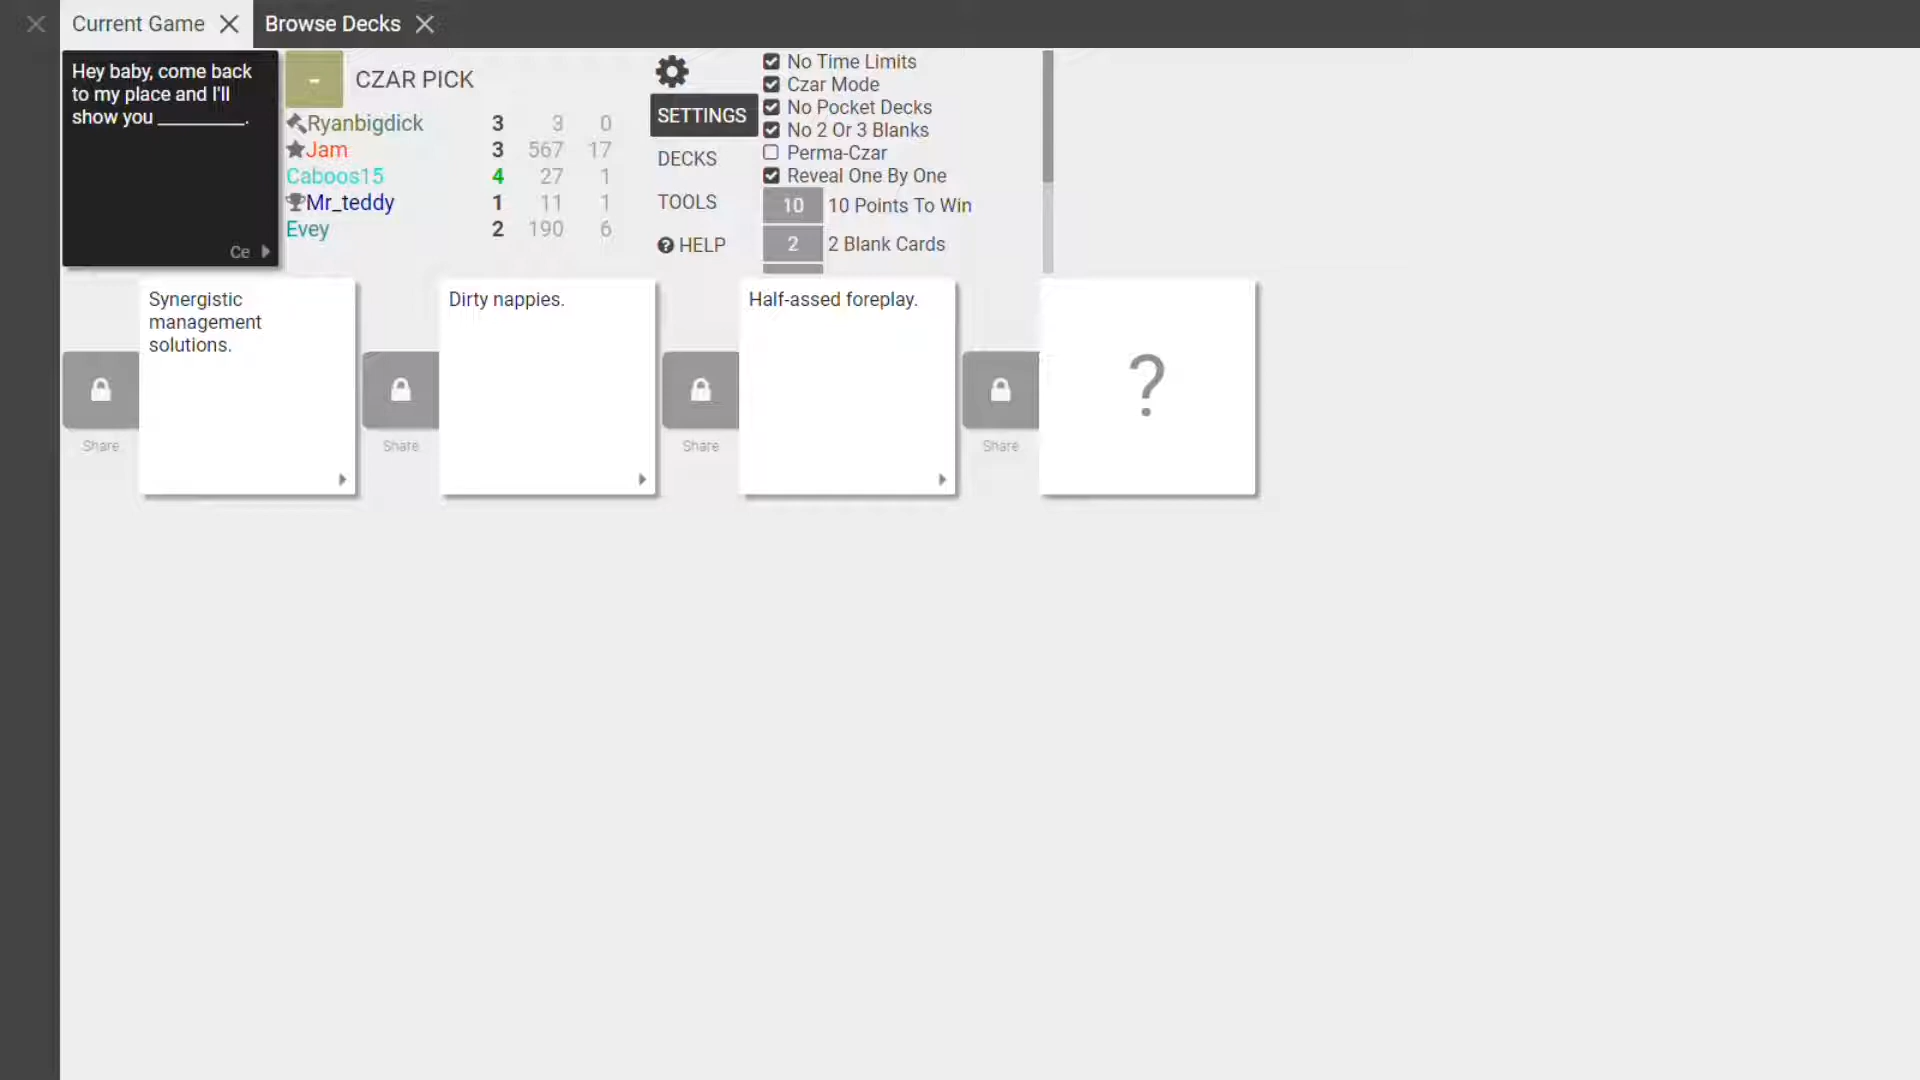 Current Game
Browse Decks
Hey baby, come back
to my place and I'll
show you ________.
Ce
-
CZAR PICK
Ryanbigdick 3 3 0
Jam 3 567 17
Caboos15 4 27 1
Mr_teddy 1 11 1
Evey 2 190 6
SETTINGS
DECKS
TOOLS
HELP
No Time Limits
Czar Mode
No Pocket Decks
No 2 Or 3 Blanks
Perma-Czar
Reveal One By One
10 10 Points To Win
2 2 Blank Cards
Synergistic
management
solutions.
Share
Dirty nappies.
Share
Half-assed foreplay.
Share
?
Share